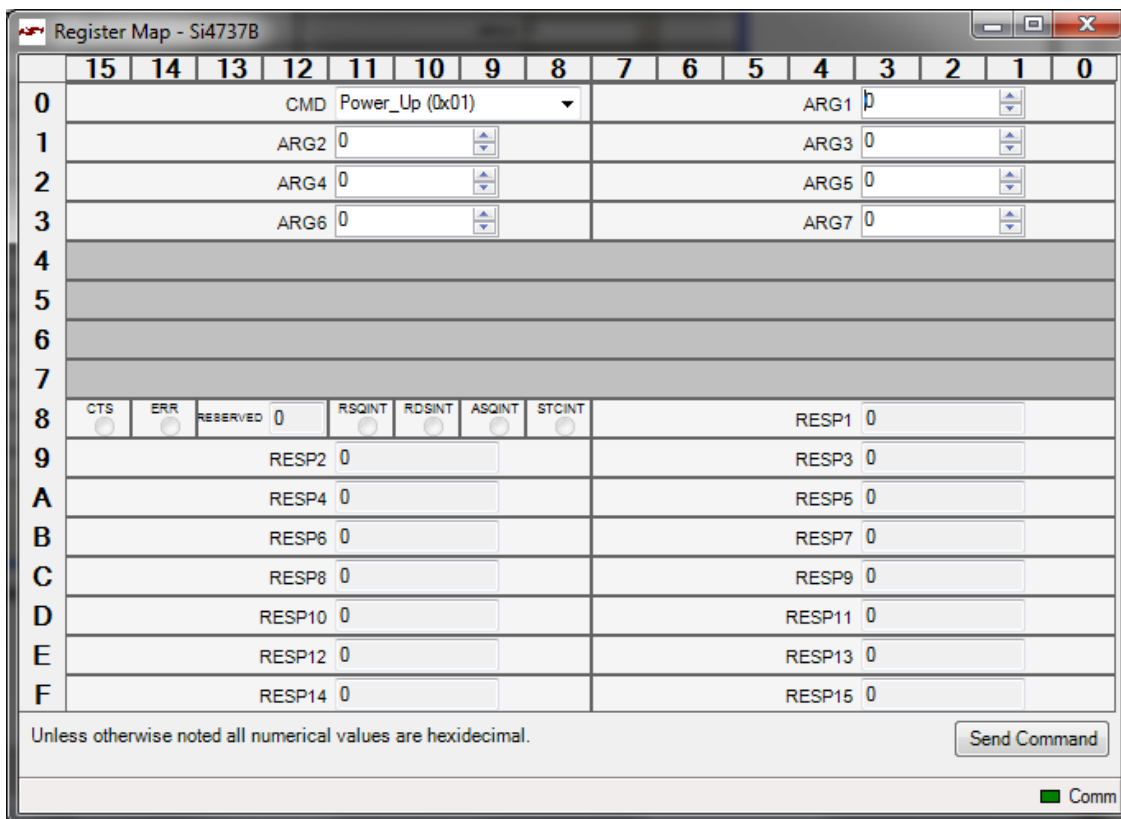 Register Map - Si4737B
15 14 13 12 11 10 9 8 7 6 5 4 3 2 1 0
0 CMD Power_Up (0x01) ARG1 0
1 ARG2 0 ARG3 0
2 ARG4 0 ARG5 0
3 ARG6 0 ARG7 0
4
5
6
7
8 CTS ERR RESERVED 0 RSQINT RDSINT ASQINT STCINT RESP1 0
9 RESP2 0 RESP3 0
A RESP4 0 RESP5 0
B RESP6 0 RESP7 0
C RESP8 0 RESP9 0
D RESP10 0 RESP11 0
E RESP12 0 RESP13 0
F RESP14 0 RESP15 0
Unless otherwise noted all numerical values are hexidecimal.
Send Command
Comm